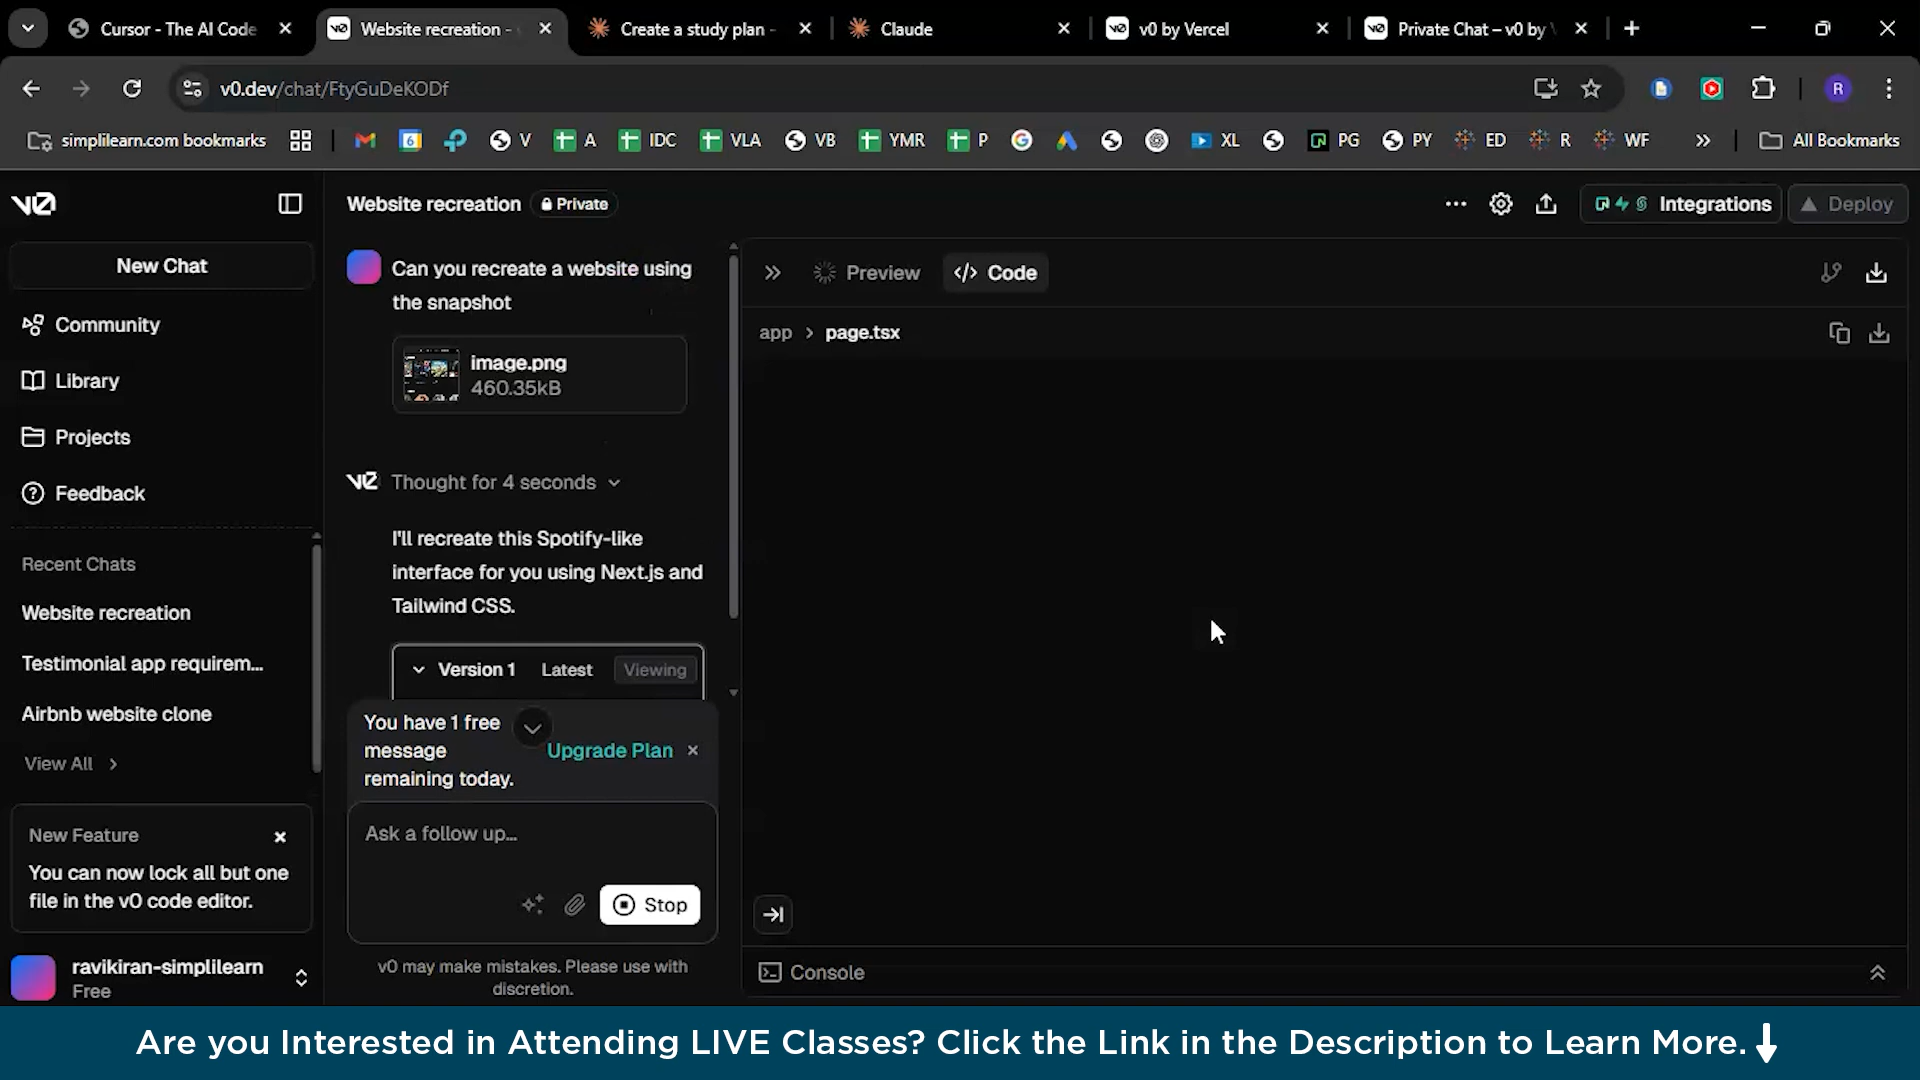 Cursor - The AI Code
Website recreation -
Create a study plan -
Claude
v0 by Vercel
Private Chat – v0 by
v0.dev/chat/FtyGuDeKODf
R
simplilearn.com bookmarks
V
A
IDC
VLA
VB
YMR
P
XL
PG
PY
ED
R
WF
All Bookmarks
v0
Website recreation
Private
Integrations
Deploy
New Chat
Community
Library
Projects
Feedback
Recent Chats
Website recreation
Testimonial app requirem...
Airbnb website clone
View All
New Feature
You can now lock all but one
file in the v0 code editor.
ravikiran-simplilearn
Free
Can you recreate a website using
the snapshot
image.png
460.35kB
v0
Thought for 4 seconds
I'll recreate this Spotify-like
interface for you using Next.js and
Tailwind CSS.
Version 1 Latest Viewing
You have 1 free
message
remaining today.
Upgrade Plan
Ask a follow up...
Stop
v0 may make mistakes. Please use with
discretion.
Preview
Code
app > page.tsx
Console
Are you Interested in Attending LIVE Classes? Click the Link in the Description to Learn More.